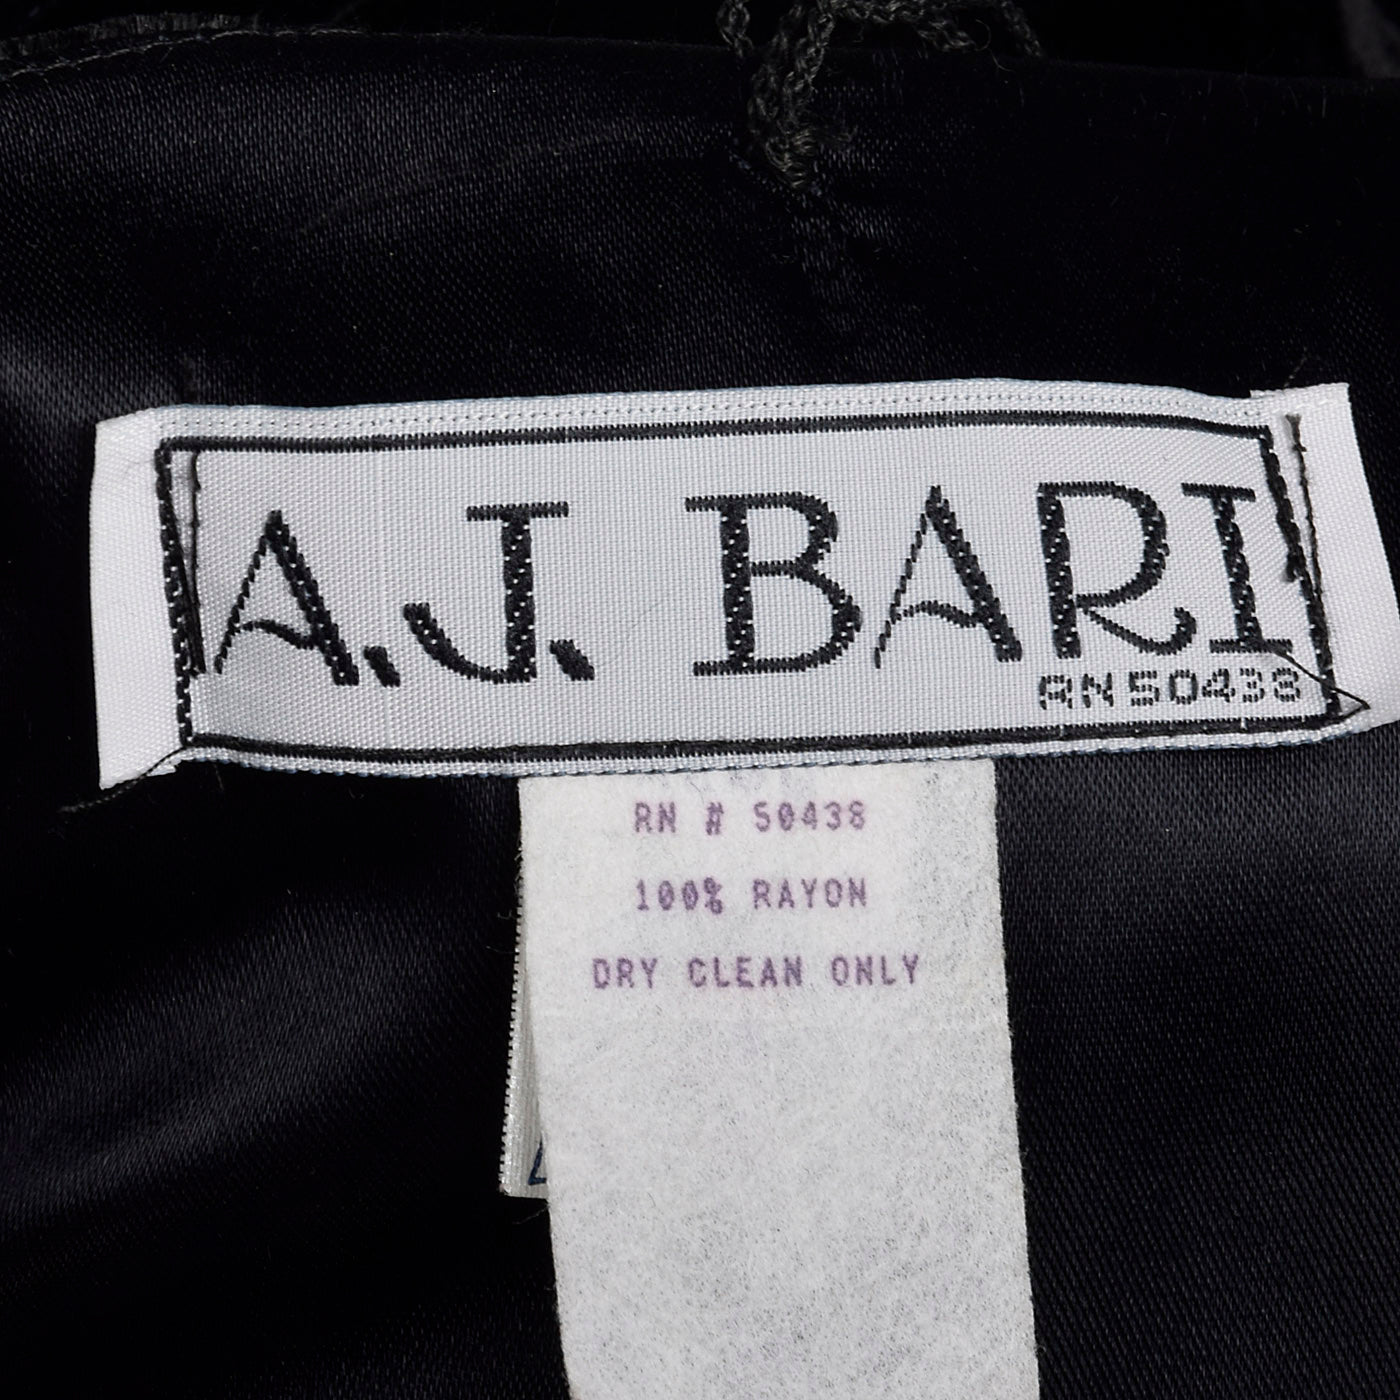 A.J. BARI
RN 50438
RN # 50438
100% RAYON
DRY CLEAN ONLY